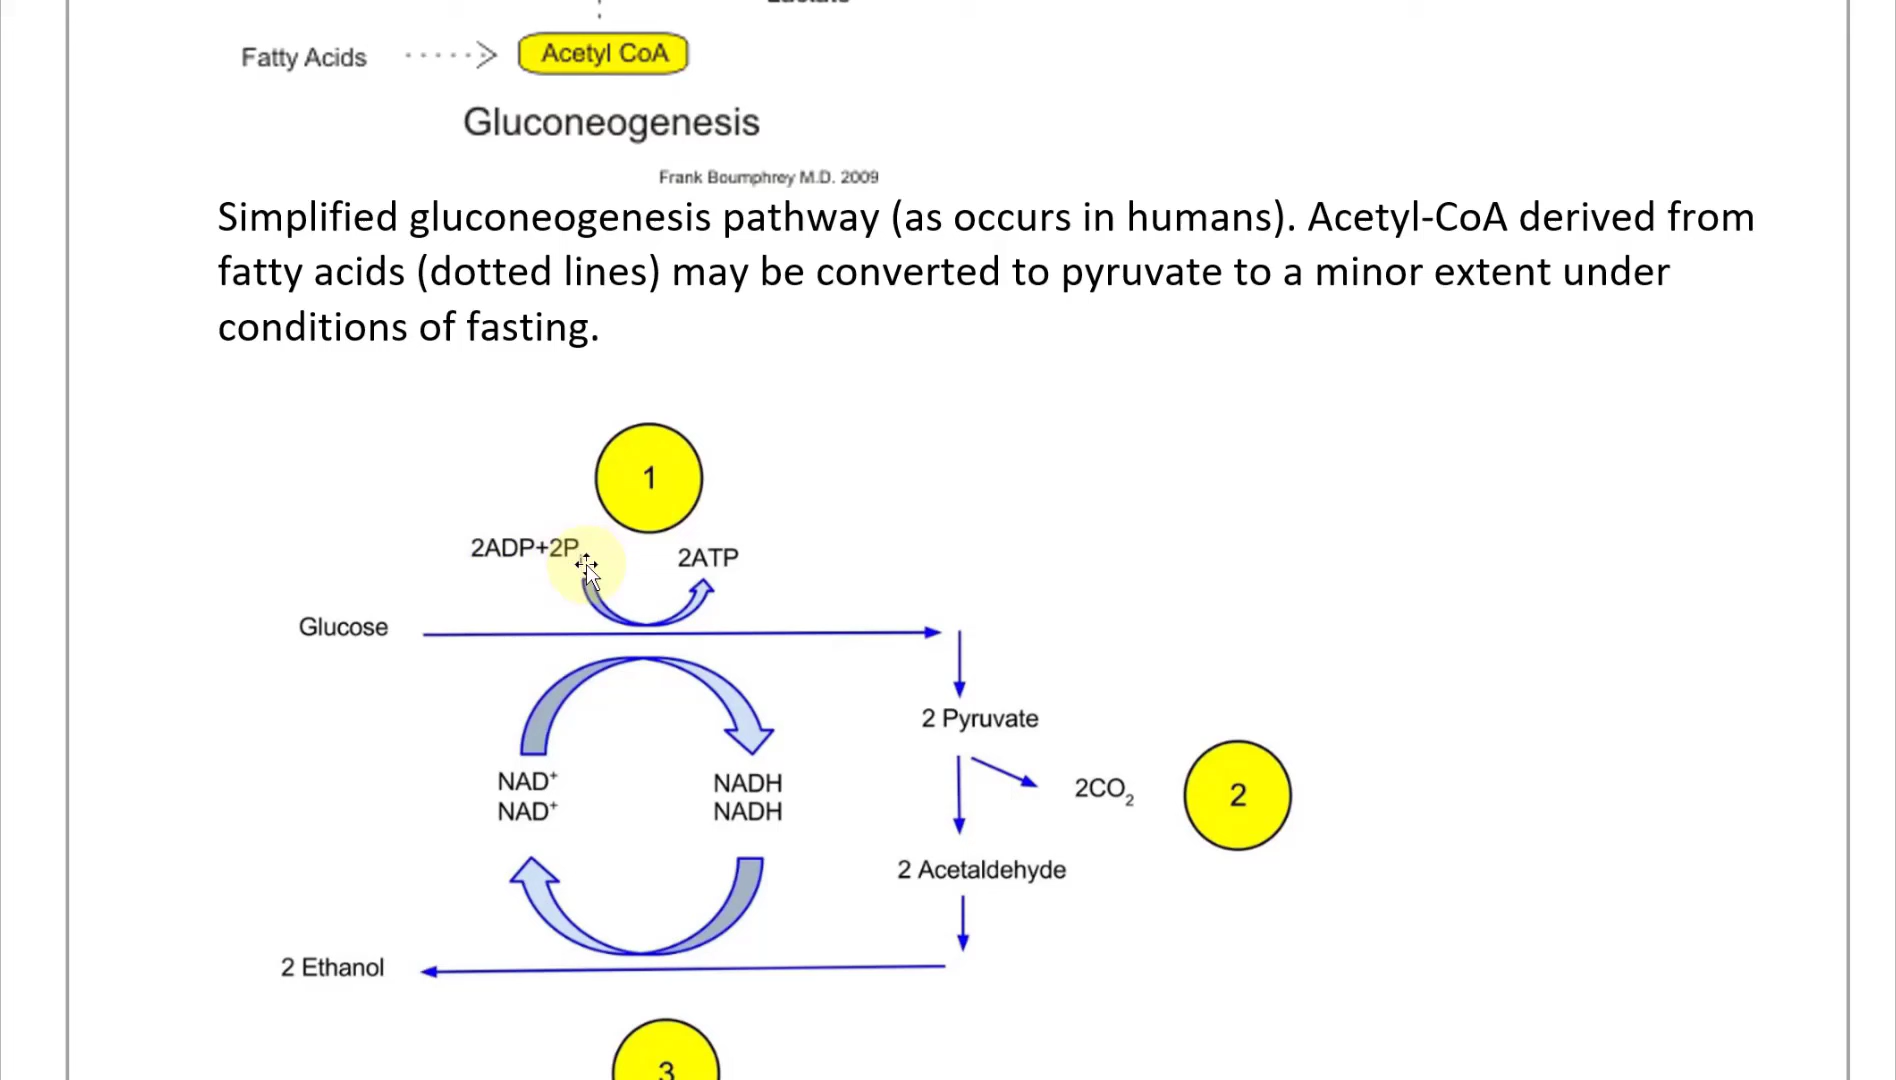 Fatty Acids
Acetyl CoA
Gluconeogenesis
Frank Boumphrey M.D. 2009
Simplified gluconeogenesis pathway (as occurs in humans). Acetyl-CoA derived from
fatty acids (dotted lines) may be converted to pyruvate to a minor extent under
conditions of fasting.
1
2ADP+2P
2ATP
Glucose
2 Pyruvate
NAD⁺ NADH
NAD⁺ NADH
2CO₂
2
2 Acetaldehyde
2 Ethanol
3